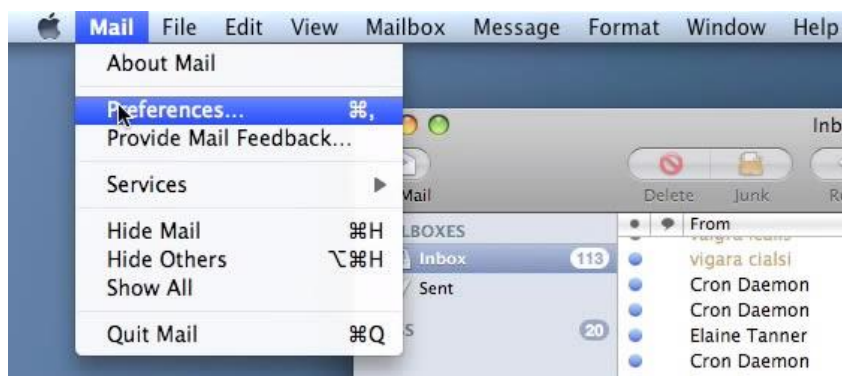 Mail File Edit View Mailbox Message Format Window Help
About Mail
Preferences... ⌘,
Provide Mail Feedback...
Services
Hide Mail ⌘H
Hide Others ⌥⌘H
Show All
Quit Mail ⌘Q
Inb
Mail
Delete Junk
LBOXES
From
Inbox 113
vigara cialsi
Sent
Cron Daemon
Cron Daemon
S 20
Elaine Tanner
Cron Daemon